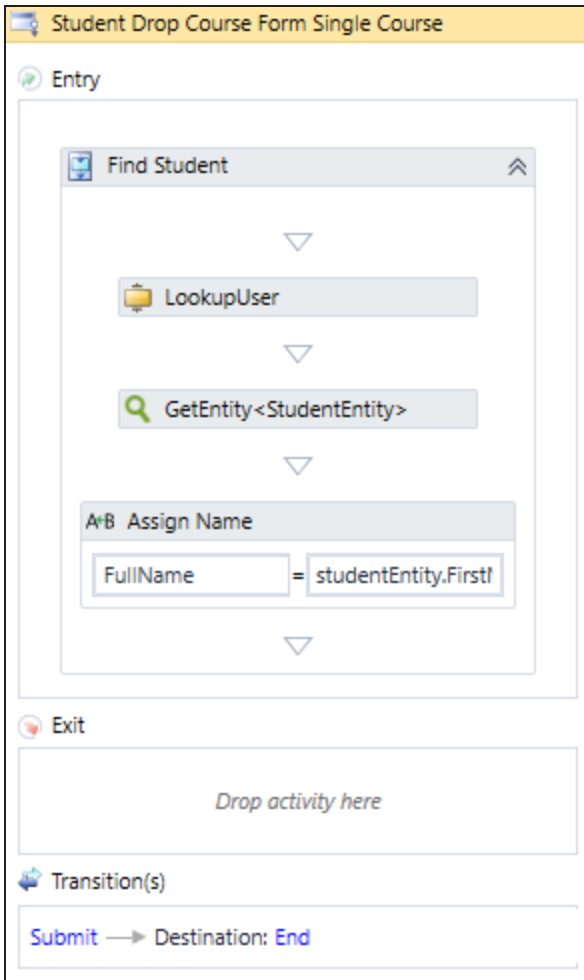 Student Drop Course Form Single Course
Entry
Find Student
LookupUser
GetEntity<StudentEntity>
A+B Assign Name
FullName = studentEntity.First
Exit
Drop activity here
Transition(s)
Submit Destination: End